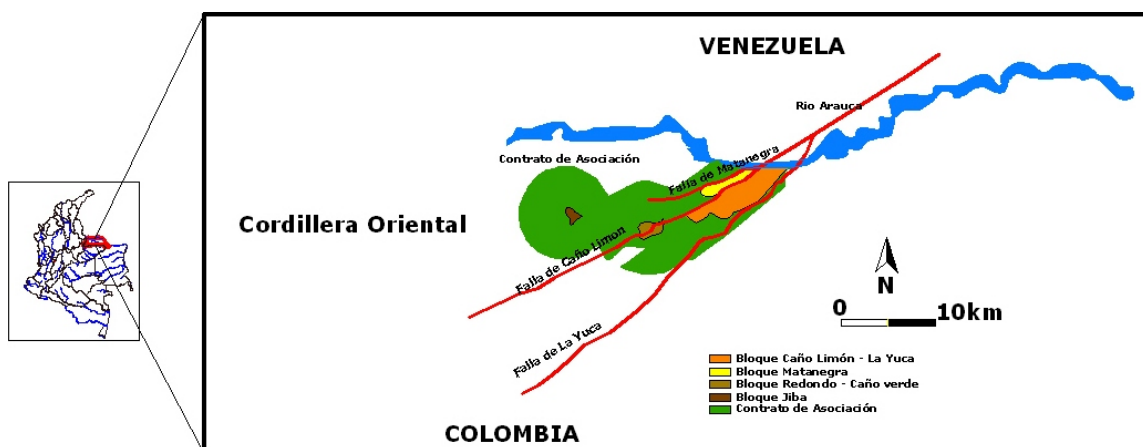 VENEZUELA
Rio Arauca
Contrato de Asociación
Falla de Matanegra
Cordillera Oriental
Falla de Caño Limon
Falla de La Yuca
N
0 10km
Bloque Caño Limón - La Yuca
Bloque Matanegra
Bloque Redondo - Caño verde
Bloque Jiba
Contrato de Asociación
COLOMBIA